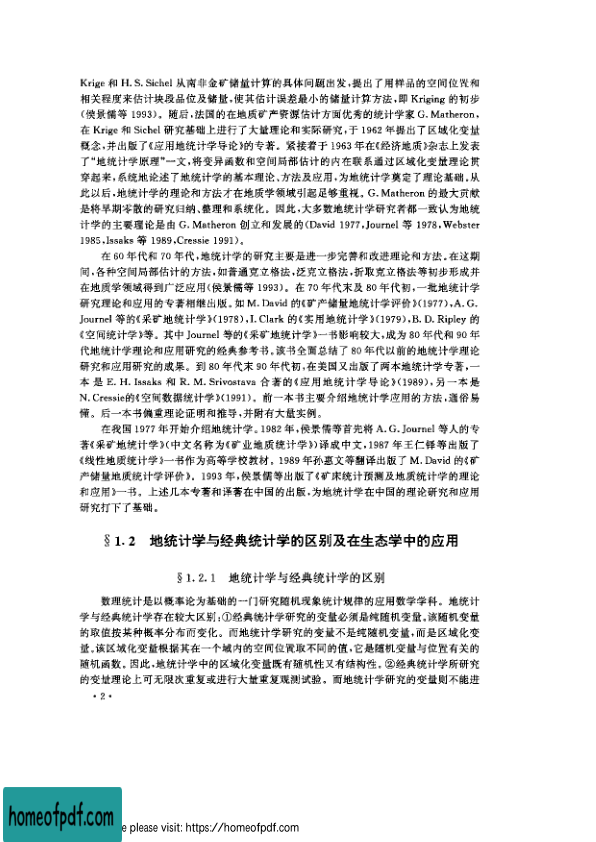 Krige 和 H. S. Sichel 从南非金矿储量计算的具体问题出发,提出了用样品的空间位置和
相关程度来估计块段品位及储量,使其估计误差最小的储量计算方法,即 Kriging 的初步
(侯景儒等 1993)。随后,法国的在地质矿产资源估计方面优秀的统计学家 G. Matheron,
在 Krige 和 Sichel 研究基础上进行了大量理论和实际研究,于 1962 年提出了区域化变量
概念,并出版了《应用地统计学导论》的专著。紧接着于 1963 年在《经济地质》杂志上发表
了“地统计学原理”一文,将变异函数和空间局部估计的内在联系通过区域化变量理论贯
穿起来,系统地论述了地统计学的基本理论、方法及应用,为地统计学奠定了理论基础。从
此以后,地统计学的理论和方法才在地质学领域引起足够重视。G. Matheron 的最大贡献
是将早期零散的研究归纳、整理和系统化。因此,大多数地统计学研究者都一致认为地统
计学的主要理论是由 G. Matheron 创立和发展的(David 1977,Journel 等 1978,Webster
1985,Issaks 等 1989,Cressie 1991)。
在 60 年代和 70 年代,地统计学的研究主要是进一步完善和改进理论和方法。在这期
间,各种空间局部估计的方法,如普通克立格法,泛克立格法,折取克立格法等初步形成并
在地质学领域得到广泛应用(侯景儒等 1993)。在 70 年代末及 80 年代初,一批地统计学
研究理论和应用的专著相继出版。如 M. David 的《矿产储量地统计学评价》(1977),A. G.
Journel 等的《采矿地统计学》(1978),I. Clark 的《实用地统计学》(1979),B. D. Ripley 的
《空间统计学》等。其中 Journel 等的《采矿地统计学》一书影响较大,成为 80 年代和 90 年
代地统计学理论和应用研究的经典参考书。该书全面总结了 80 年代以前的地统计学理论
研究和应用研究的成果。到 80 年代末 90 年代初,在美国又出版了两本地统计学专著,一
本是 E. H. Issaks 和 R. M. Srivostava 合著的《应用地统计学导论》(1989),另一本是
N. Cressie的《空间数据统计学》(1991)。前一本书主要介绍地统计学应用的方法,通俗易
懂。后一本书偏重理论证明和推导,并附有大量实例。
在我国 1977 年开始介绍地统计学。1982 年,侯景儒等首先将 A. G. Journel 等人的专
著《采矿地统计学》(中文名称为《矿业地质统计学》)译成中文,1987 年王仁铎等出版了
《线性地质统计学》一书作为高等学校教材。1989 年孙惠文等翻译出版了 M. David 的《矿
产储量地质统计学评价》。1993 年,侯景儒等出版了《矿床统计预测及地质统计学的理论
和应用》一书。上述几本专著和译著在中国的出版,为地统计学在中国的理论研究和应用
研究打下了基础。
§1.2 地统计学与经典统计学的区别及在生态学中的应用
§1.2.1 地统计学与经典统计学的区别
数理统计是以概率论为基础的一门研究随机现象统计规律的应用数学学科。地统计
学与经典统计学存在较大区别:①经典统计学研究的变量必须是纯随机变量。该随机变量
的取值按某种概率分布而变化。而地统计学研究的变量不是纯随机变量,而是区域化变
量。该区域化变量根据其在一个域内的空间位置取不同的值,它是随机变量与位置有关的
随机函数。因此,地统计学中的区域化变量既有随机性又有结构性。②经典统计学所研究
的变量理论上可无限次重复或进行大量重复观测试验。而地统计学研究的变量则不能进
·2·
homeofpdf.com
e please visit: https://homeofpdf.com